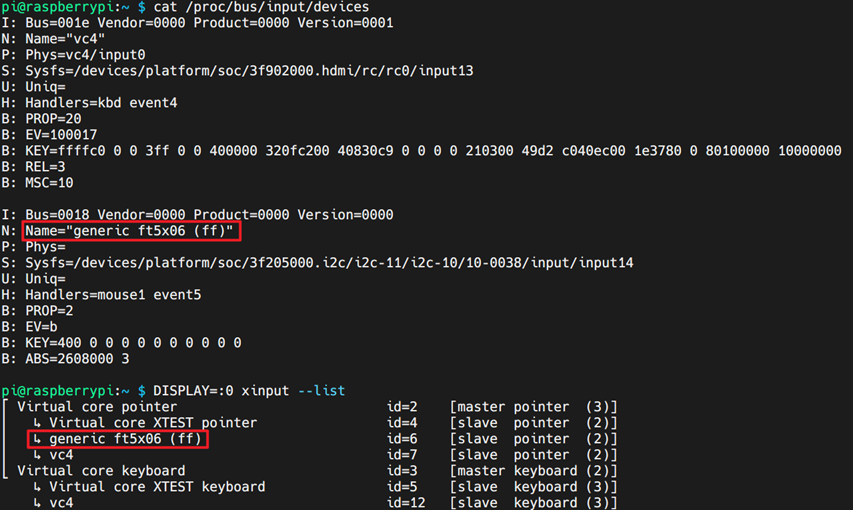 pi@raspberrypi:~ $ cat /proc/bus/input/devices
I: Bus=001e Vendor=0000 Product=0000 Version=0001
N: Name="vc4"
P: Phys=vc4/input0
S: Sysfs=/devices/platform/soc/3f902000.hdmi/rc/rc0/input13
U: Uniq=
H: Handlers=kbd event4
B: PROP=20
B: EV=100017
B: KEY=ffffc0 0 0 3ff 0 0 400000 320fc200 40830c9 0 0 0 0 210300 49d2 c040ec00 1e3780 0 80100000 10000000
B: REL=3
B: MSC=10
I: Bus=0018 Vendor=0000 Product=0000 Version=0000
N: Name="generic ft5x06 (ff)"
P: Phys=
S: Sysfs=/devices/platform/soc/3f205000.i2c/i2c-11/i2c-10/10-0038/input/input14
U: Uniq=
H: Handlers=mouse1 event5
B: PROP=2
B: EV=b
B: KEY=400 0 0 0 0 0 0 0 0 0 0
B: ABS=2608000 3
pi@raspberrypi:~ $ DISPLAY=:0 xinput --list
⎡ Virtual core pointer id=2 [master pointer (3)]
⎜ ↳ Virtual core XTEST pointer id=4 [slave pointer (2)]
⎜ ↳ generic ft5x06 (ff) id=6 [slave pointer (2)]
⎜ ↳ vc4 id=7 [slave pointer (2)]
⎣ Virtual core keyboard id=3 [master keyboard (2)]
↳ Virtual core XTEST keyboard id=5 [slave keyboard (3)]
↳ vc4 id=12 [slave keyboard (3)]